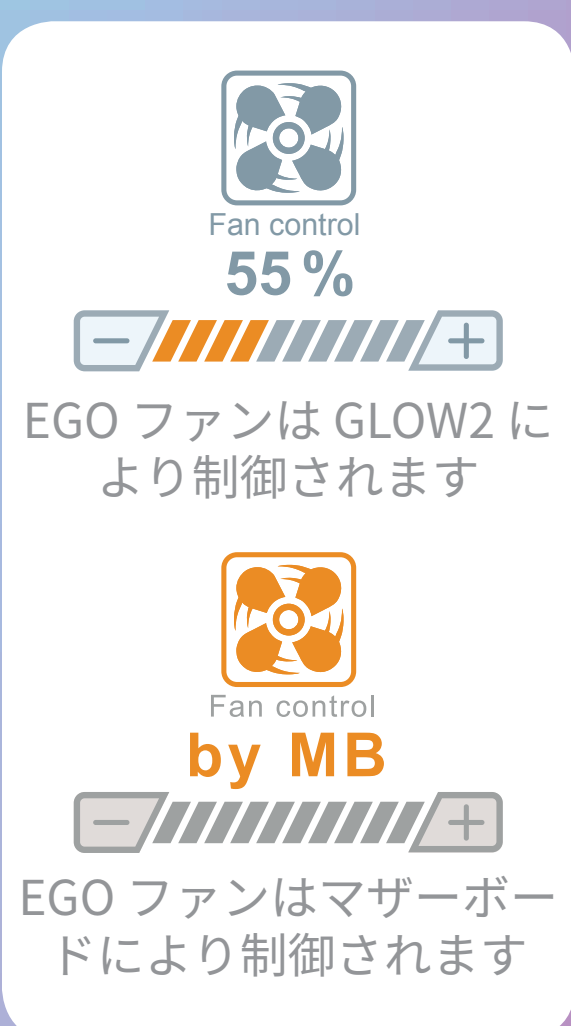 Fan control
55 %
− +
EGO ファンは GLOW2 に
より制御されます
Fan control
by MB
− +
EGO ファンはマザーボー
ドにより制御されます